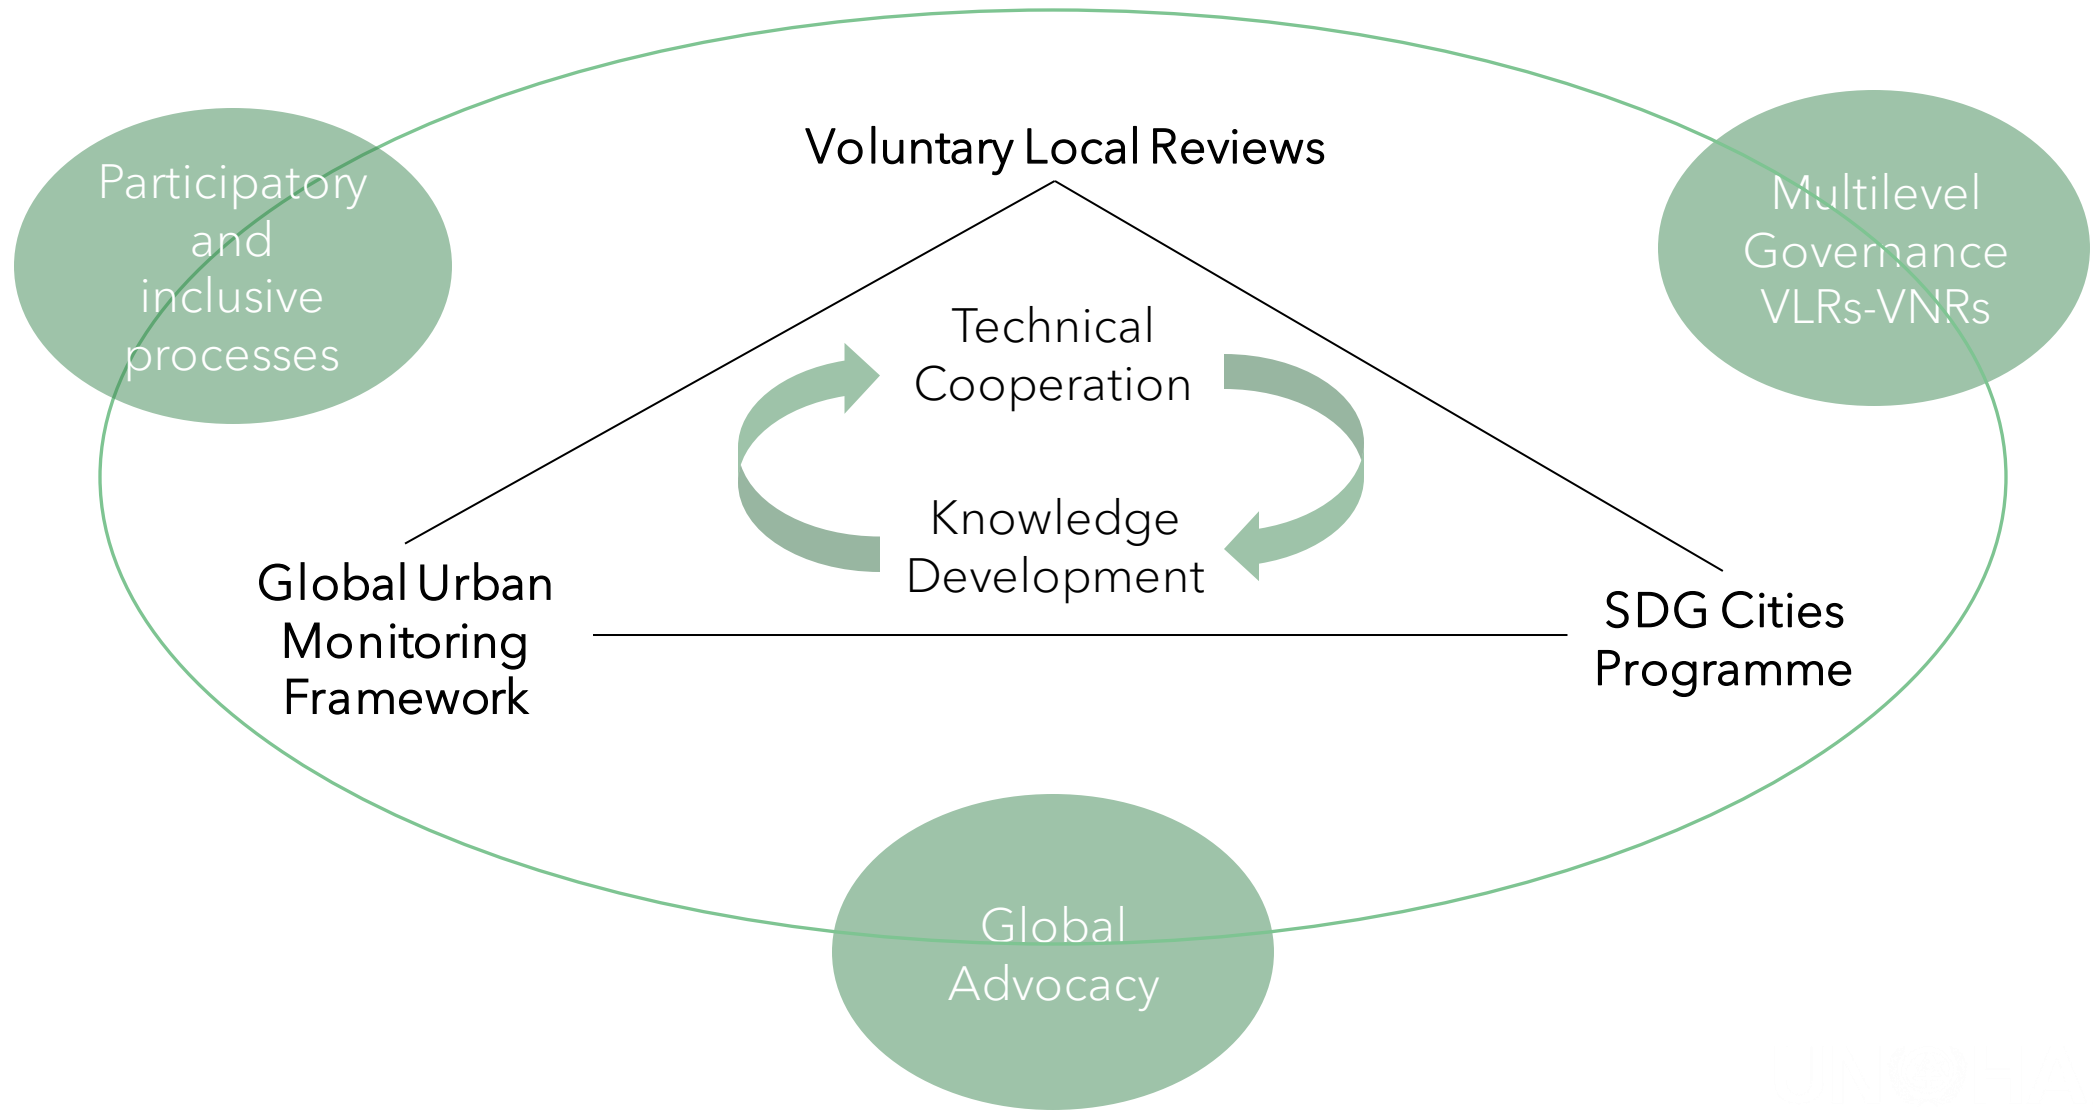 Voluntary Local Reviews
Participatory
and
inclusive
processes
Multilevel
Governance
VLRs-VNRs
Technical
Cooperation
Knowledge
Development
Global Urban
Monitoring
Framework
SDG Cities
Programme
Global
Advocacy